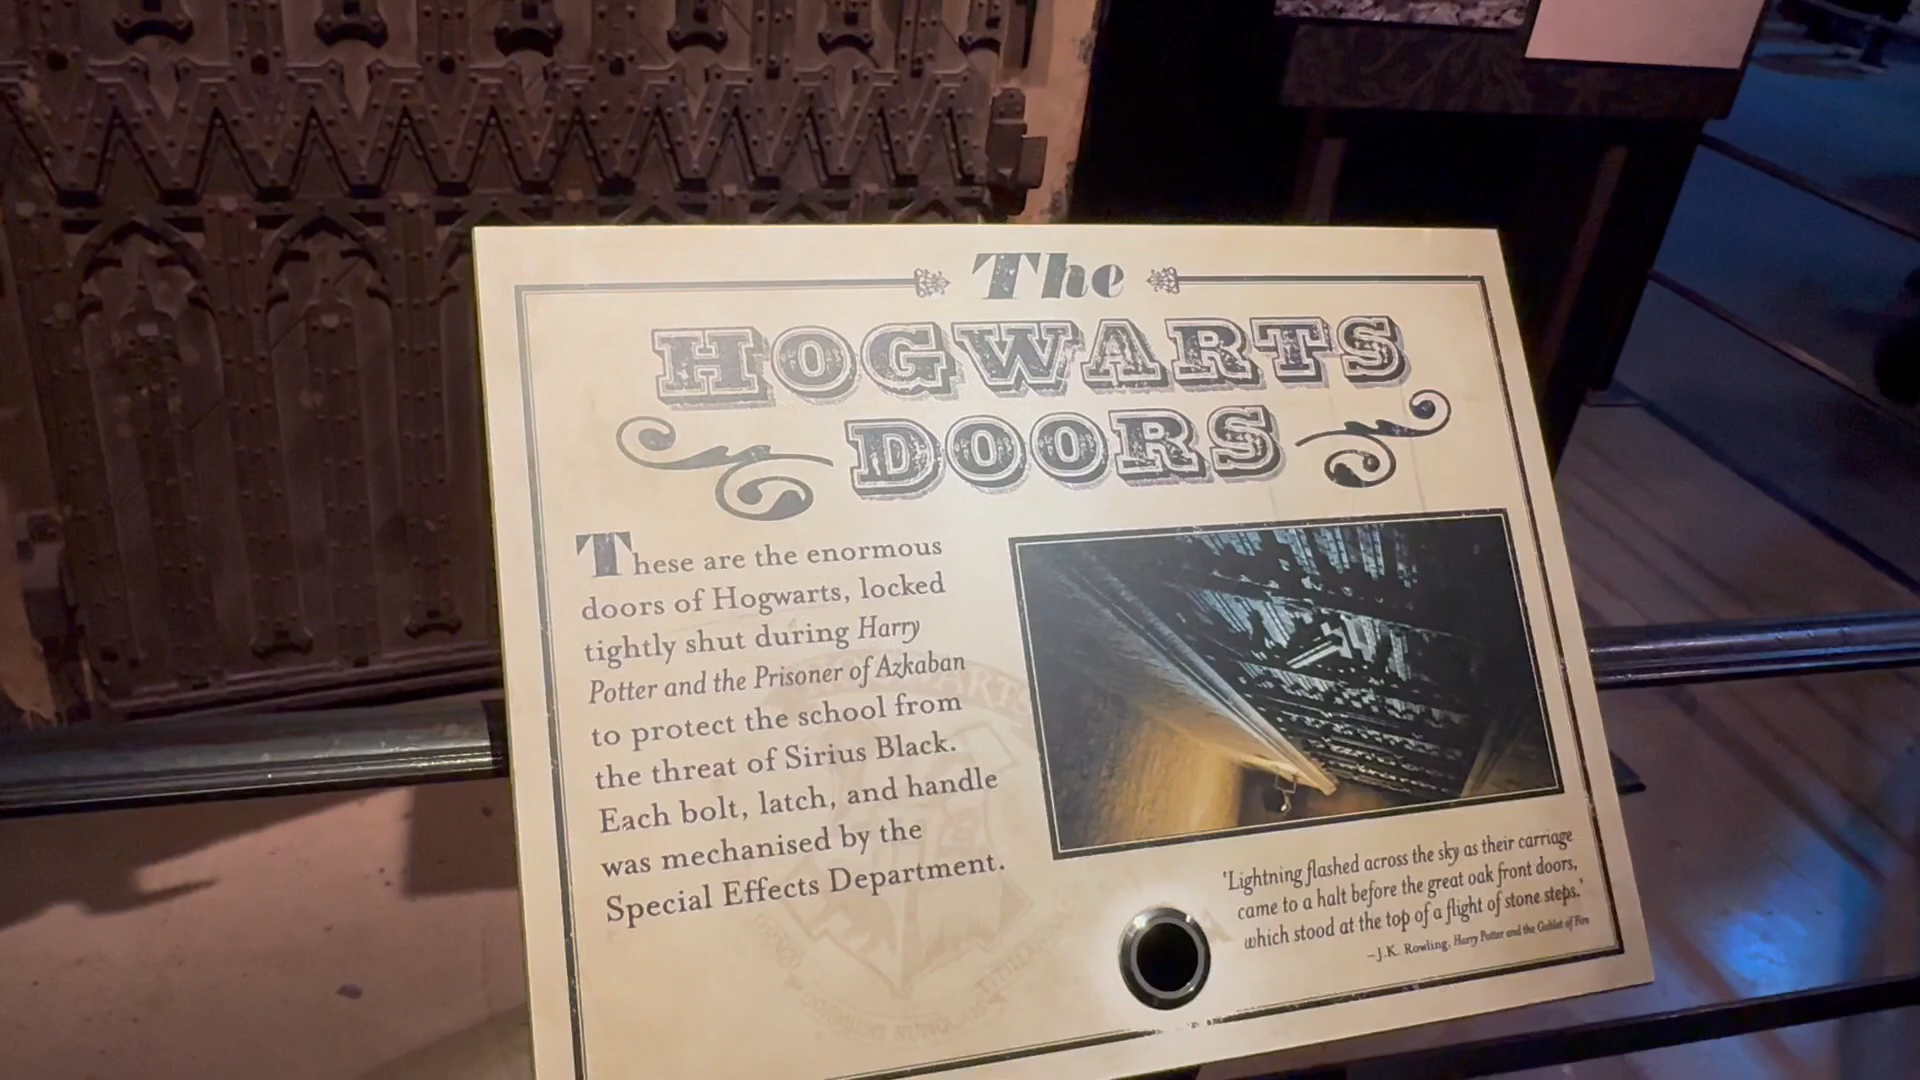 The
HOGWARTS
DOORS
These are the enormous
doors of Hogwarts, locked
tightly shut during Harry
Potter and the Prisoner of Azkaban
to protect the school from
the threat of Sirius Black.
Each bolt, latch, and handle
was mechanised by the
Special Effects Department.
'Lightning flashed across the sky as their carriage
came to a halt before the great oak front doors,
which stood at the top of a flight of stone steps.'
–J.K. Rowling, Harry Potter and the Goblet of Fire